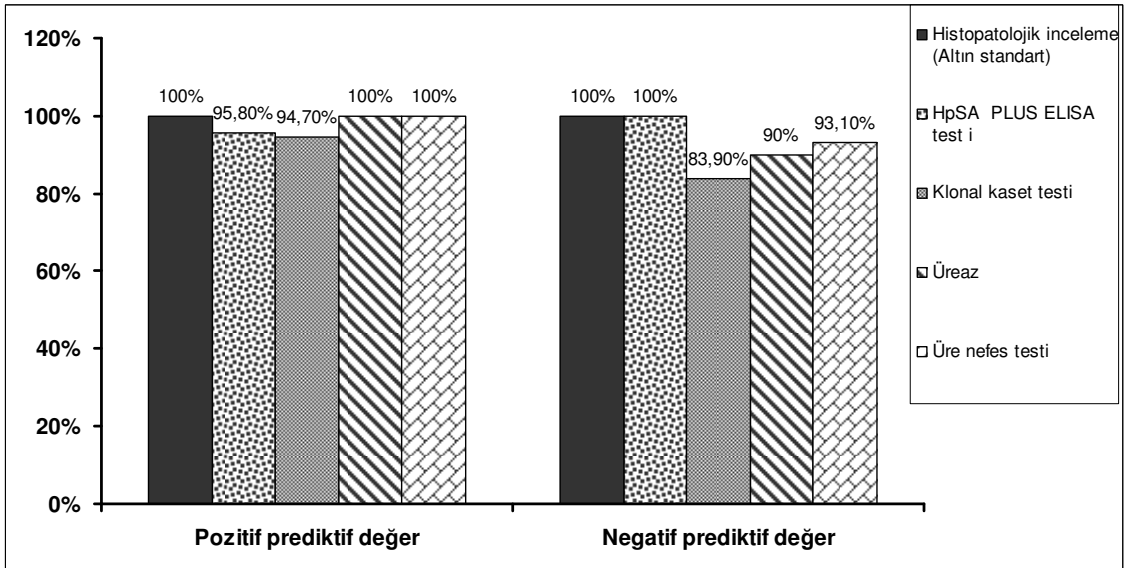 120%
100%
80%
60%
40%
20%
0%
100%
95,80%
94,70%
100%
100%
100%
100%
83,90%
90%
93,10%
Pozitif prediktif değer
Negatif prediktif değer
Histopatolojik inceleme
(Altın standart)
HpSA PLUS ELISA
test i
Klonal kaset testi
Üreaz
Üre nefes testi